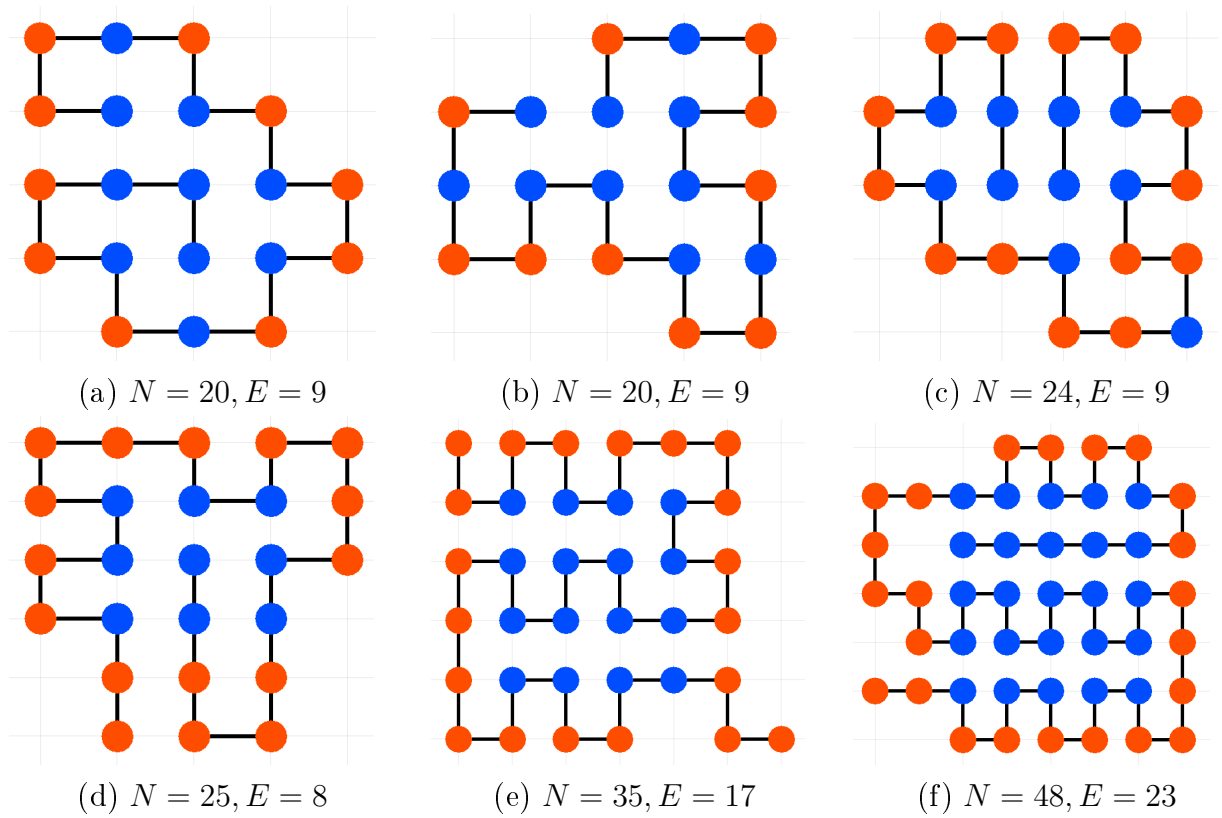 (a) N = 20, E = 9
(b) N = 20, E = 9
(c) N = 24, E = 9
(d) N = 25, E = 8
(e) N = 35, E = 17
(f) N = 48, E = 23